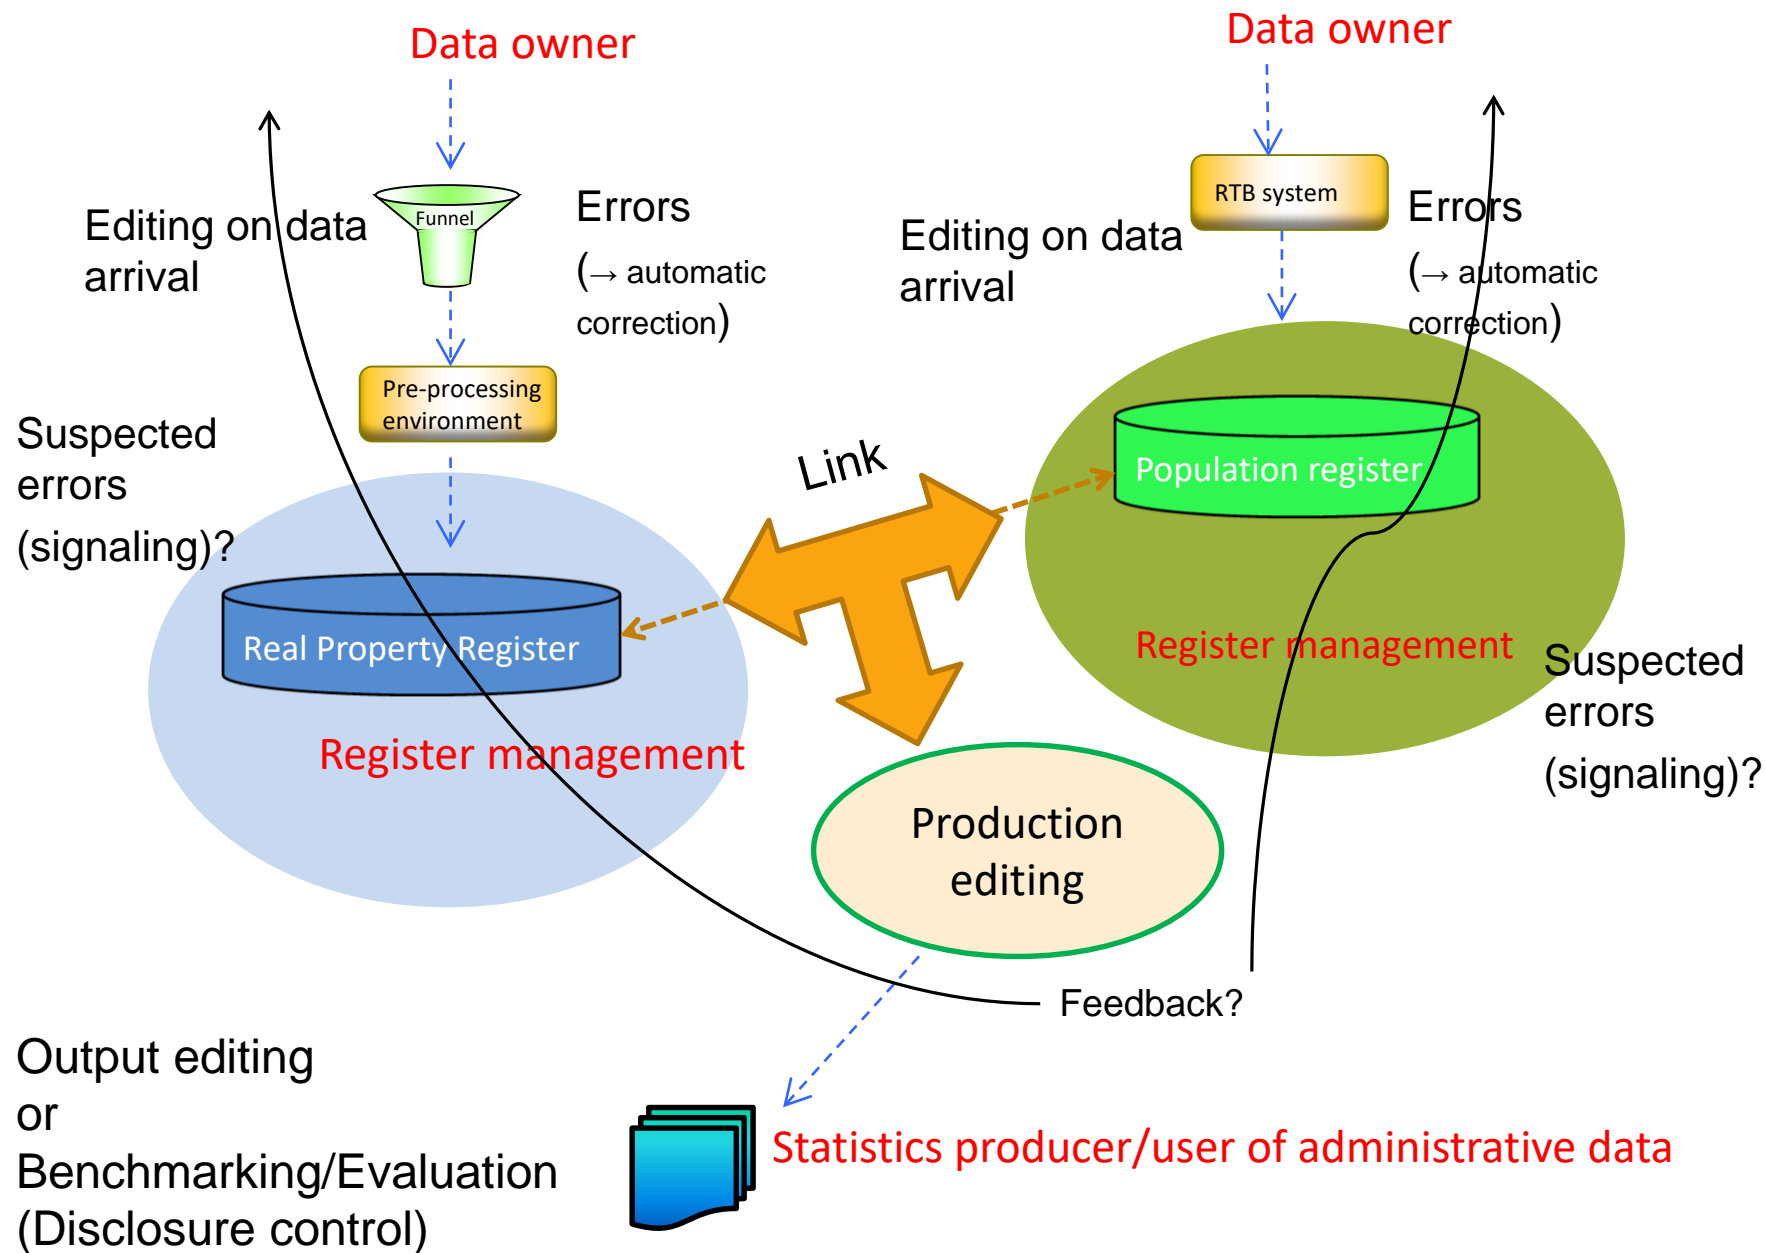 Data owner
Data owner
Editing on data
arrival
Funnel
Errors
(→ automatic
correction)
RTB system
Editing on data
arrival
Errors
(→ automatic
correction)
Pre-processing
environment
Suspected
errors
(signaling)?
Link
Population register
Real Property Register
Register management
Register management
Suspected
errors
(signaling)?
Production
editing
Feedback?
Output editing
or
Benchmarking/Evaluation
(Disclosure control)
Statistics producer/user of administrative data